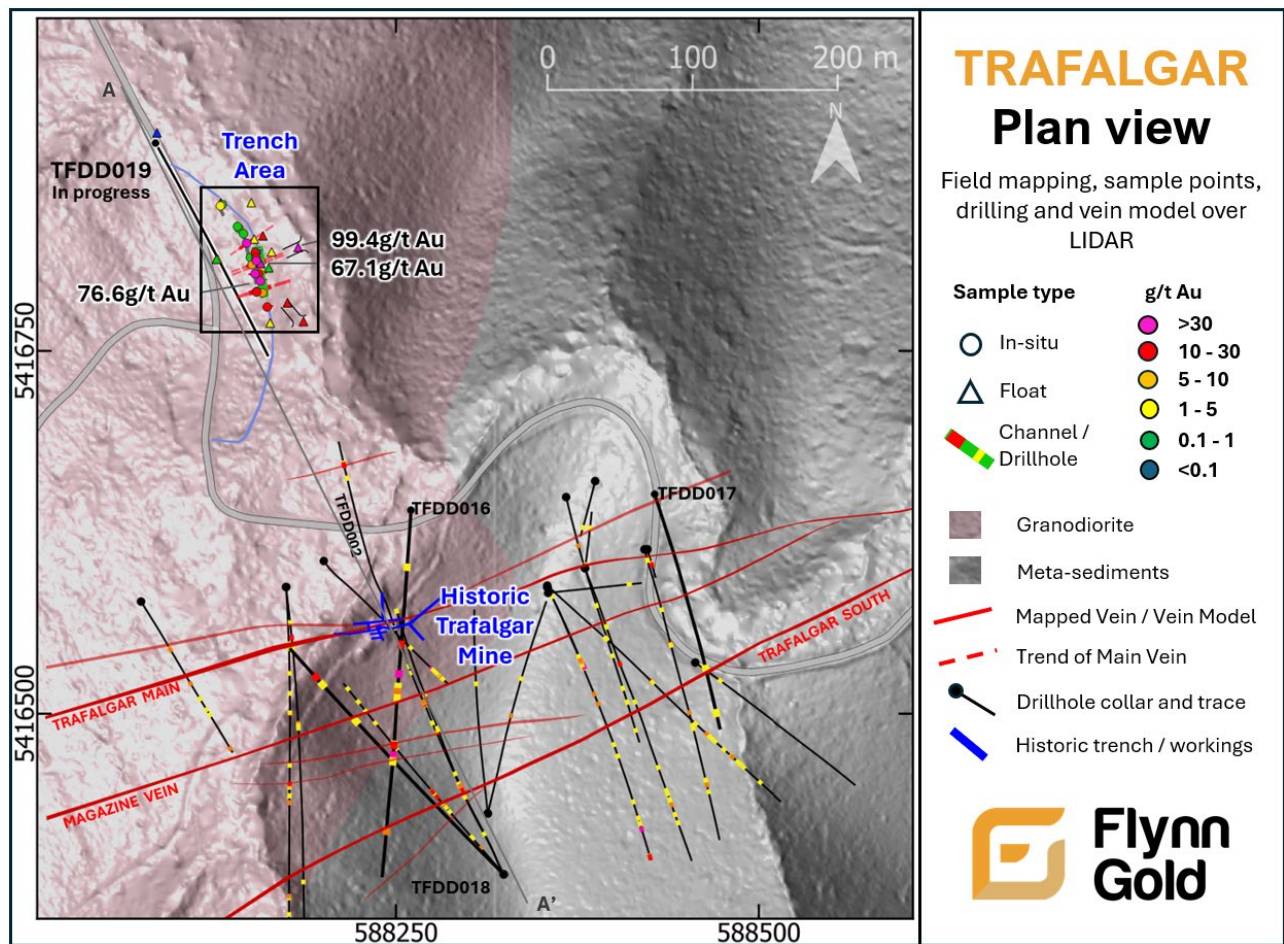 0 100 200 m
N
A
TFDD019
In progress
Trench
Area
99.4g/t Au
67.1g/t Au
76.6g/t Au
5416750
TFDD002
TFDD016
TFDD017
Historic
Trafalgar
Mine
TRAFALGAR SOUTH
TRAFALGAR MAIN
5416500
MAGAZINE VEIN
TFDD018
A'
588250
588500
TRAFALGAR
Plan view
Field mapping, sample points,
drilling and vein model over
LIDAR
Sample type
g/t Au
In-situ
Float
Channel /
Drillhole
>30
10 - 30
5 - 10
1 - 5
0.1 - 1
<0.1
Granodiorite
Meta-sediments
Mapped Vein / Vein Model
Trend of Main Vein
Drillhole collar and trace
Historic trench / workings
Flynn
Gold